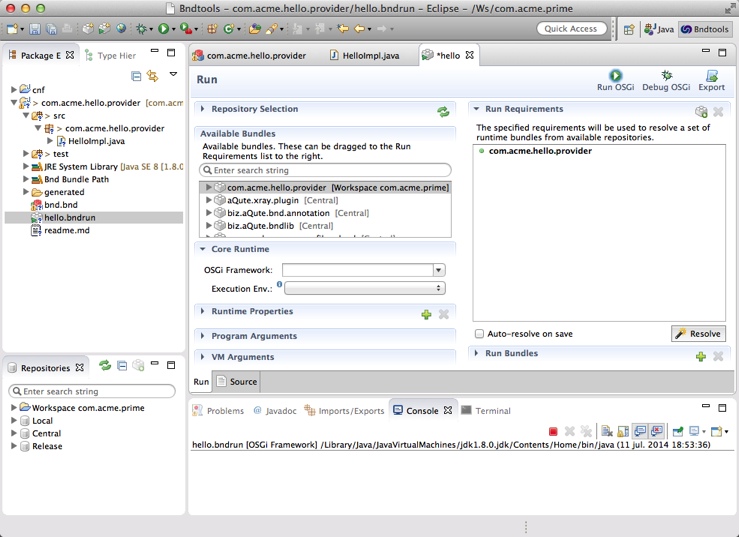 Bndtools - com.acme.hello.provider/hello.bndrun - Eclipse - /Ws/com.acme.prime
Quick Access
Java
Bndtools
Package E
Type Hier
cnf
> com.acme.hello.provider [com.acm
> src
> com.acme.hello.provider
HelloImpl.java
> test
JRE System Library [Java SE 8 [1.8.0
Bnd Bundle Path
generated
bnd.bnd
hello.bndrun
readme.md
Repositories
Enter search string
Workspace com.acme.prime
Local
Central
Release
com.acme.hello.provider
HelloImpl.java
*hello
Run
Run OSGi
Debug OSGi
Export
Repository Selection
Available Bundles
Available bundles. These can be dragged to the Run
Requirements list to the right.
Enter search string
com.acme.hello.provider [Workspace com.acme.prime]
aQute.xray.plugin [Central]
biz.aQute.bnd.annotation [Central]
biz.aQute.bndlib [Central]
Core Runtime
OSGi Framework:
Execution Env.:
Runtime Properties
Program Arguments
VM Arguments
Run Requirements
The specified requirements will be used to resolve a set of
runtime bundles from available repositories.
com.acme.hello.provider
Auto-resolve on save
Resolve
Run Bundles
Run
Source
Problems
@ Javadoc
Imports/Exports
Console
Terminal
hello.bndrun [OSGi Framework] /Library/Java/JavaVirtualMachines/jdk1.8.0.jdk/Contents/Home/bin/java (11 jul. 2014 18:53:36)